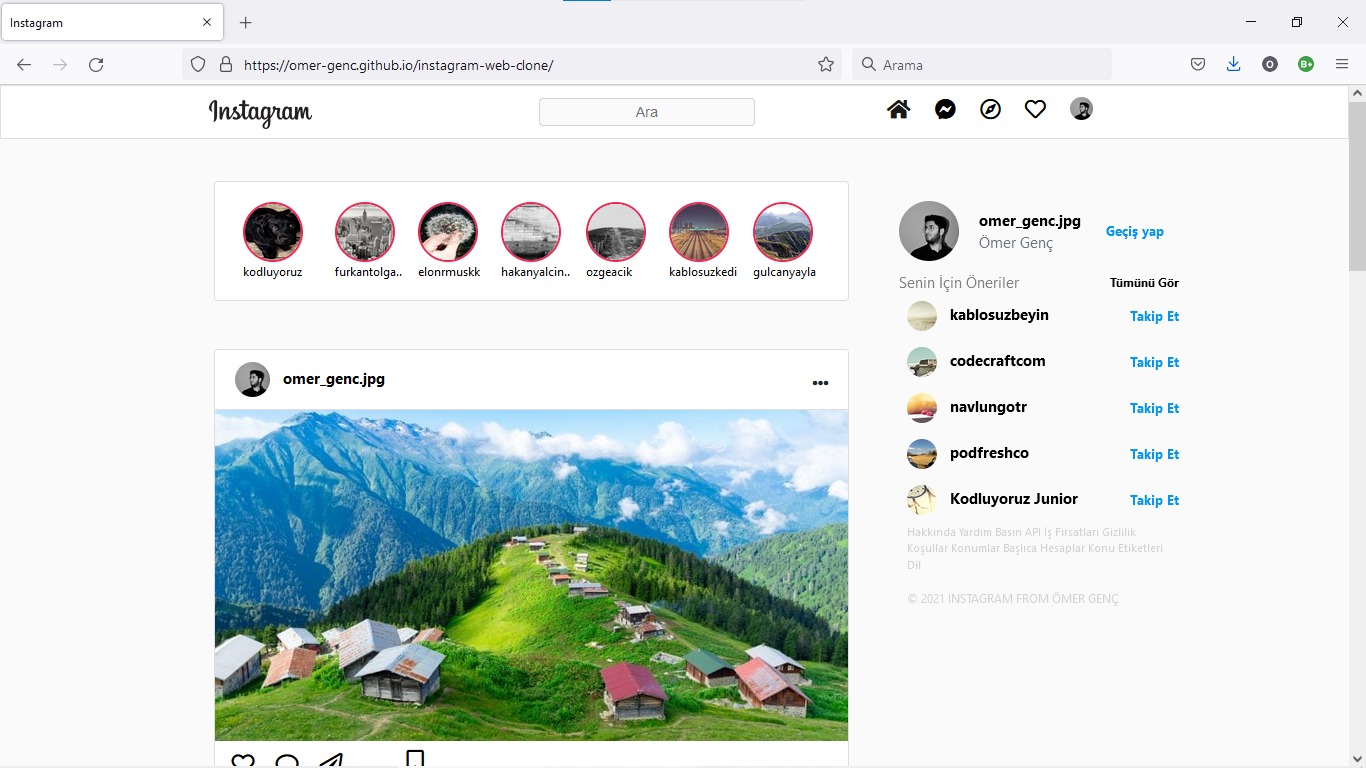 Instagram
https://omer-genc.github.io/instagram-web-clone/
Arama
O
B+
Instagram
Ara
kodluyoruz furkantolga.. elonrmuskk hakanyalcin.. ozgeacik kablosuzkedi gulcanyayla
omer_genc.jpg
Ömer Genç
Geçiş yap
Senin İçin Öneriler Tümünü Gör
kablosuzbeyin Takip Et
codecraftcom Takip Et
navlungotr Takip Et
podfreshco Takip Et
Kodluyoruz Junior Takip Et
Hakkında Yardım Basın API İş Fırsatları Gizlilik
Koşullar Konumlar Başlıca Hesaplar Konu Etiketleri
Dil
© 2021 INSTAGRAM FROM ÖMER GENÇ
omer_genc.jpg